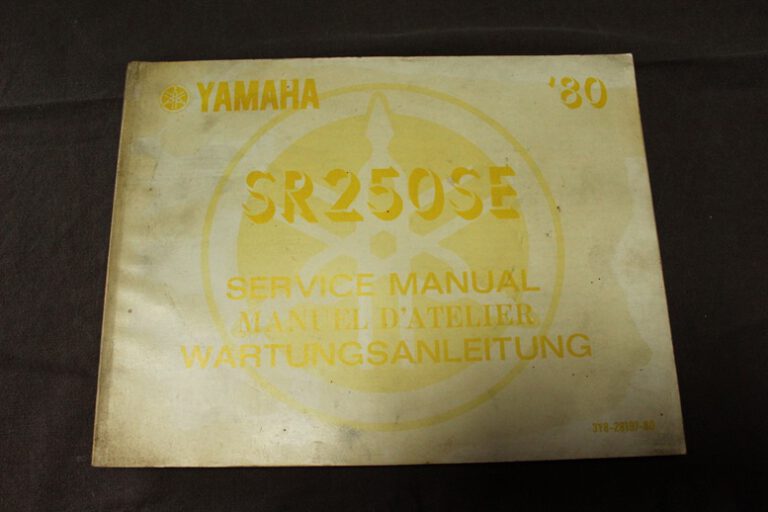 YAMAHA '80
SR250SE
SERVICE MANUAL
MANUEL D'ATELIER
WARTUNGSANLEITUNG
3Y8-28197-80